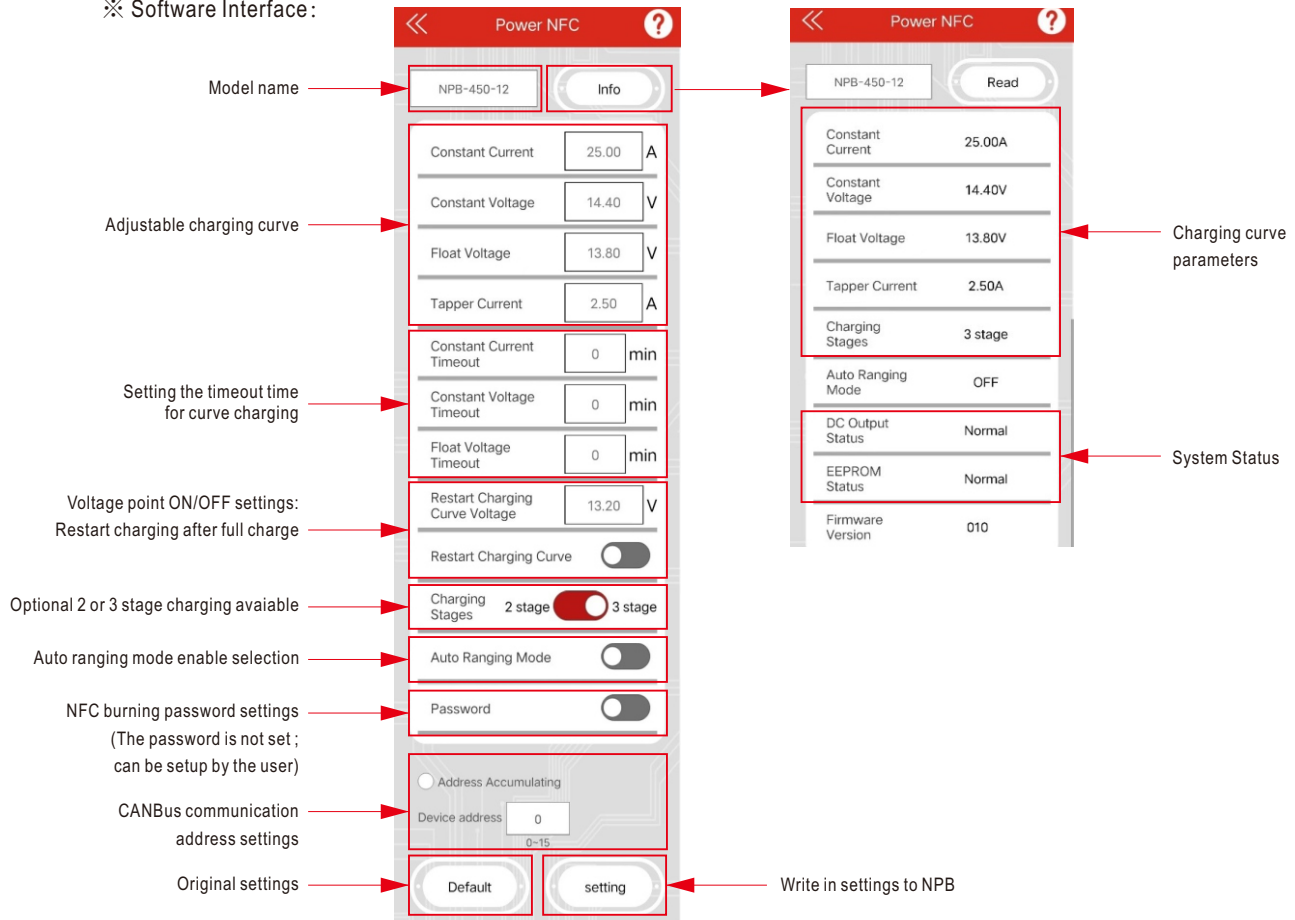 ※ Software Interface:
Power NFC
?
Model name
NPB-450-12
Info
Adjustable charging curve
Constant Current 25.00 A
Constant Voltage 14.40 V
Float Voltage 13.80 V
Tapper Current 2.50 A
Setting the timeout time
for curve charging
Constant Current
Timeout
0 min
Constant Voltage
Timeout
0 min
Float Voltage
Timeout
0 min
Voltage point ON/OFF settings:
Restart charging after full charge
Restart Charging
Curve Voltage
13.20 V
Restart Charging Curve
Optional 2 or 3 stage charging avaiable
Charging
Stages
2 stage 3 stage
Auto ranging mode enable selection
Auto Ranging Mode
NFC burning password settings
(The password is not set ;
can be setup by the user)
Password
CANBus communication
address settings
Address Accumulating
Device address 0
0~15
Original settings
Default
setting
Write in settings to NPB
Power NFC
?
NPB-450-12
Read
Constant
Current
25.00A
Constant
Voltage
14.40V
Float Voltage 13.80V
Tapper Current 2.50A
Charging
Stages
3 stage
Charging curve
parameters
Auto Ranging
Mode
OFF
DC Output
Status
Normal
EEPROM
Status
Normal
System Status
Firmware
Version
010